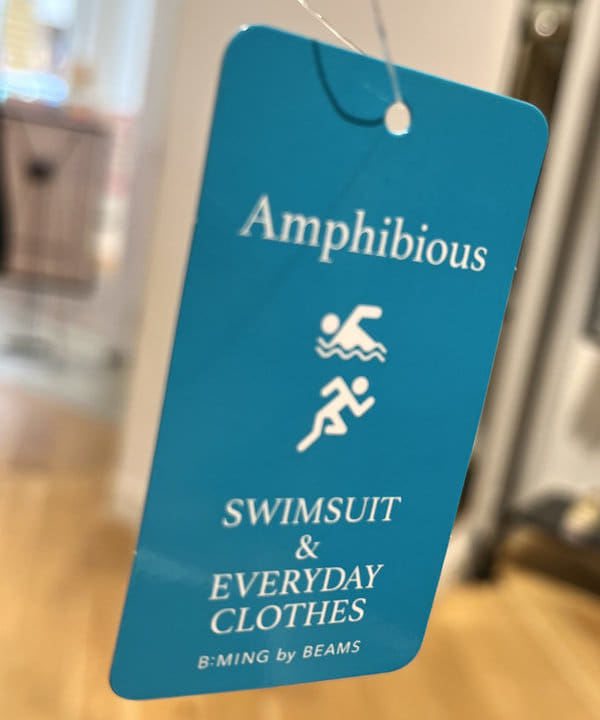 Amphibious
SWIMSUIT
&
EVERYDAY
CLOTHES
B:MING by BEAMS